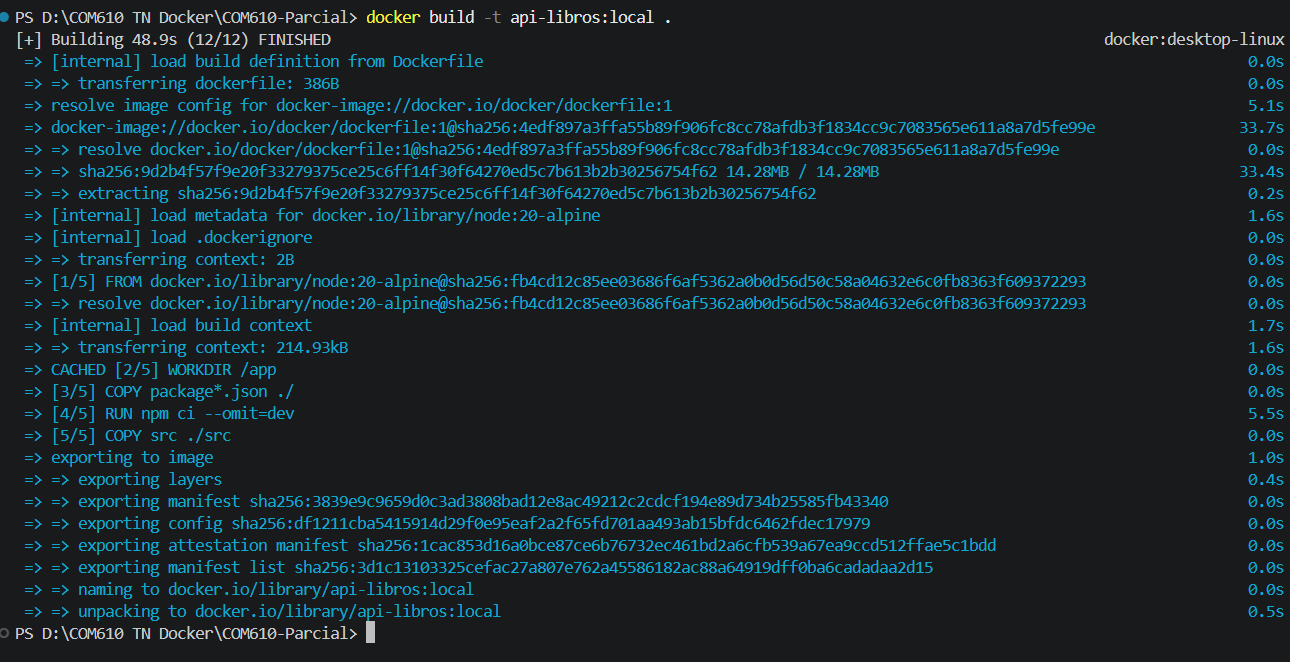 PS D:\COM610 TN Docker\COM610-Parcial> docker build -t api-libros:local .
[+] Building 48.9s (12/12) FINISHED docker:desktop-linux
=> [internal] load build definition from Dockerfile 0.0s
=> => transferring dockerfile: 386B 0.0s
=> resolve image config for docker-image://docker.io/docker/dockerfile:1 5.1s
=> docker-image://docker.io/docker/dockerfile:1@sha256:4edf897a3ffa55b89f906fc8cc78afdb3f1834cc9c7083565e611a8a7d5fe99e 33.7s
=> => resolve docker.io/docker/dockerfile:1@sha256:4edf897a3ffa55b89f906fc8cc78afdb3f1834cc9c7083565e611a8a7d5fe99e 0.0s
=> => sha256:9d2b4f57f9e20f33279375ce25c6ff14f30f64270ed5c7b613b2b30256754f62 14.28MB / 14.28MB 33.4s
=> => extracting sha256:9d2b4f57f9e20f33279375ce25c6ff14f30f64270ed5c7b613b2b30256754f62 0.2s
=> [internal] load metadata for docker.io/library/node:20-alpine 1.6s
=> [internal] load .dockerignore 0.0s
=> => transferring context: 2B 0.0s
=> [1/5] FROM docker.io/library/node:20-alpine@sha256:fb4cd12c85ee03686f6af5362a0b0d56d50c58a04632e6c0fb8363f609372293 0.0s
=> => resolve docker.io/library/node:20-alpine@sha256:fb4cd12c85ee03686f6af5362a0b0d56d50c58a04632e6c0fb8363f609372293 0.0s
=> [internal] load build context 1.7s
=> => transferring context: 214.93kB 1.6s
=> CACHED [2/5] WORKDIR /app 0.0s
=> [3/5] COPY package*.json ./ 0.0s
=> [4/5] RUN npm ci --omit=dev 5.5s
=> [5/5] COPY src ./src 0.0s
=> exporting to image 1.0s
=> => exporting layers 0.4s
=> => exporting manifest sha256:3839e9c9659d0c3ad3808bad12e8ac49212c2cdcf194e89d734b25585fb43340 0.0s
=> => exporting config sha256:df1211cba5415914d29f0e95eaf2a2f65fd701aa493ab15bfdc6462fdec17979 0.0s
=> => exporting attestation manifest sha256:1cac853d16a0bce87ce6b76732ec461bd2a6cfb539a67ea9ccd512ffae5c1bdd 0.0s
=> => exporting manifest list sha256:3d1c13103325cefac27a807e762a45586182ac88a64919dff0ba6cadadaa2d15 0.0s
=> => naming to docker.io/library/api-libros:local 0.0s
=> => unpacking to docker.io/library/api-libros:local 0.5s
PS D:\COM610 TN Docker\COM610-Parcial>